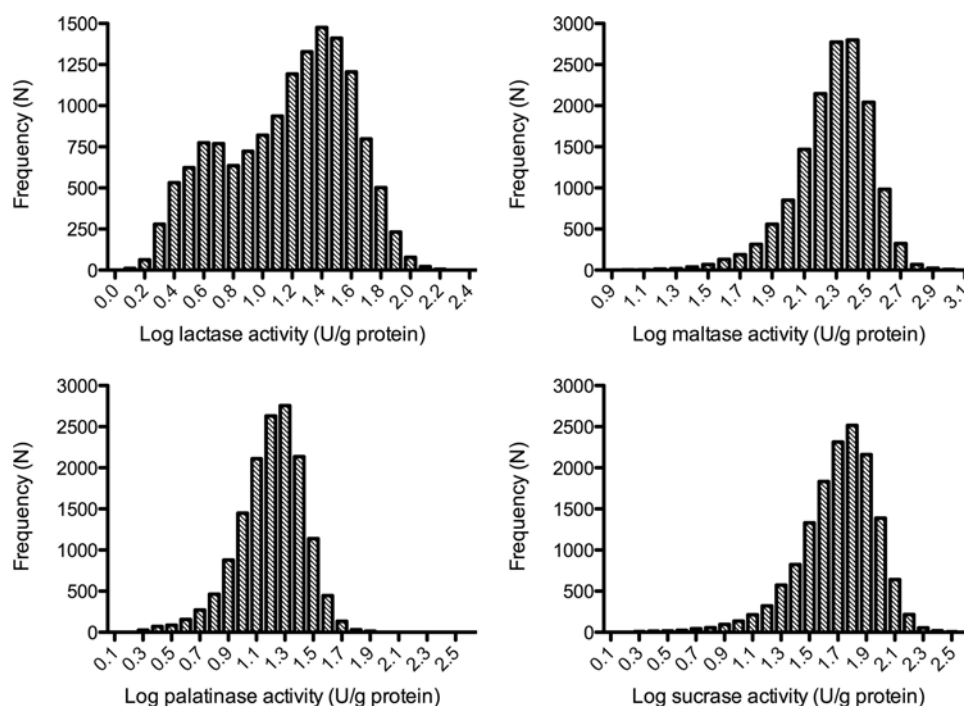 1500
1250
1000
750
500
250
0
Frequency (N)
0.0 0.2 0.4 0.6 0.8 1.0 1.2 1.4 1.6 1.8 2.0 2.2 2.4
Log lactase activity (U/g protein)
3000
2500
2000
1500
1000
500
0
Frequency (N)
0.9 1.1 1.3 1.5 1.7 1.9 2.1 2.3 2.5 2.7 2.9 3.1
Log maltase activity (U/g protein)
3000
2500
2000
1500
1000
500
0
Frequency (N)
0.1 0.3 0.5 0.7 0.9 1.1 1.3 1.5 1.7 1.9 2.1 2.3 2.5
Log palatinase activity (U/g protein)
3000
2500
2000
1500
1000
500
0
Frequency (N)
0.1 0.3 0.5 0.7 0.9 1.1 1.3 1.5 1.7 1.9 2.1 2.3 2.5
Log sucrase activity (U/g protein)